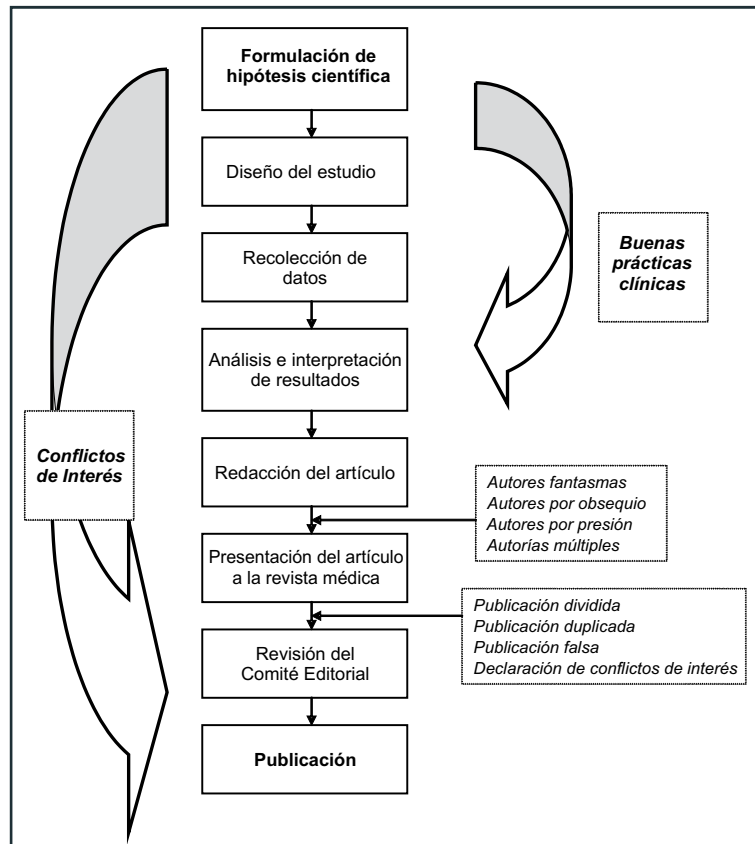 Formulación de
hipótesis científica
Diseño del estudio
Recolección de
datos
Buenas
prácticas
clínicas
Análisis e interpretación
de resultados
Conflictos
de Interés
Redacción del artículo
Autores fantasmas
Autores por obsequio
Autores por presión
Autorías múltiples
Presentación del artículo
a la revista médica
Publicación dividida
Publicación duplicada
Publicación falsa
Declaración de conflictos de interés
Revisión del
Comité Editorial
Publicación